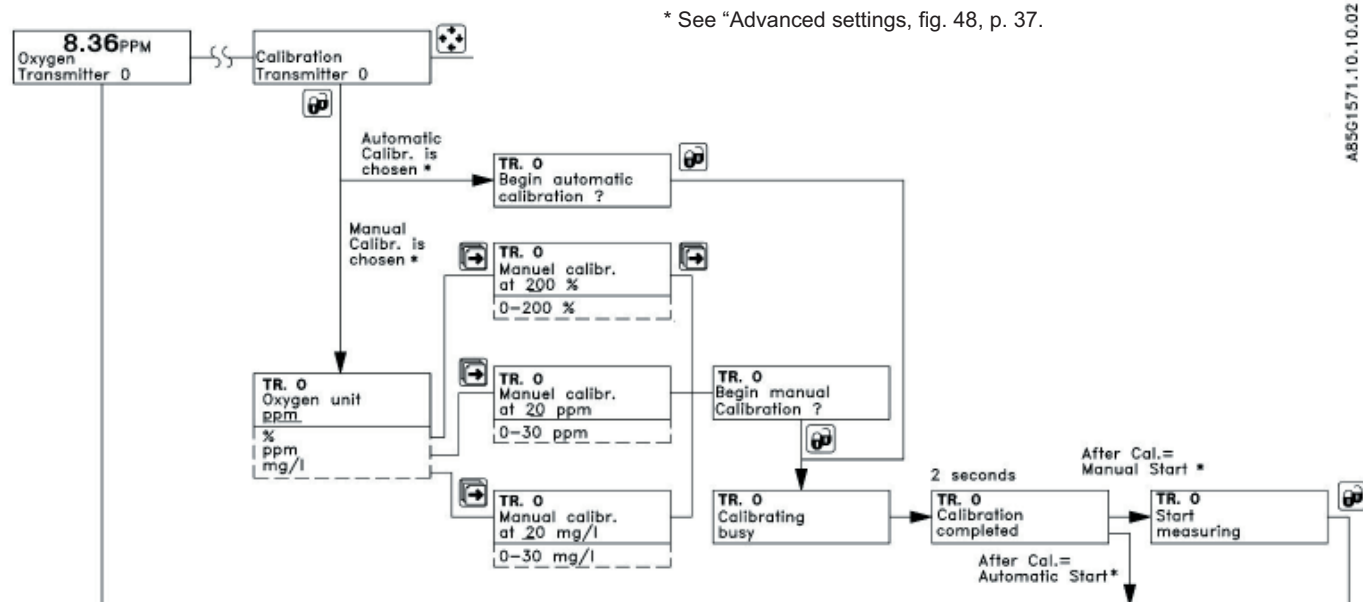 * See “Advanced settings, fig. 48, p. 37.
A85G1571.10.10.02
8.36PPM
Oxygen
Transmitter 0
Calibration
Transmitter 0
Automatic
Calibr. is
chosen *
TR. 0
Begin automatic
calibration ?
Manual
Calibr. is
chosen *
TR. 0
Manuel calibr.
at 200 %
0-200 %
TR. 0
Oxygen unit
ppm
%
ppm
mg/l
TR. 0
Manuel calibr.
at 20 ppm
0-30 ppm
TR. 0
Manual calibr.
at 20 mg/l
0-30 mg/l
TR. 0
Begin manual
Calibration ?
TR. 0
Calibrating
busy
2 seconds
TR. 0
Calibration
completed
After Cal.=
Manual Start *
TR. 0
Start
measuring
After Cal.=
Automatic Start*